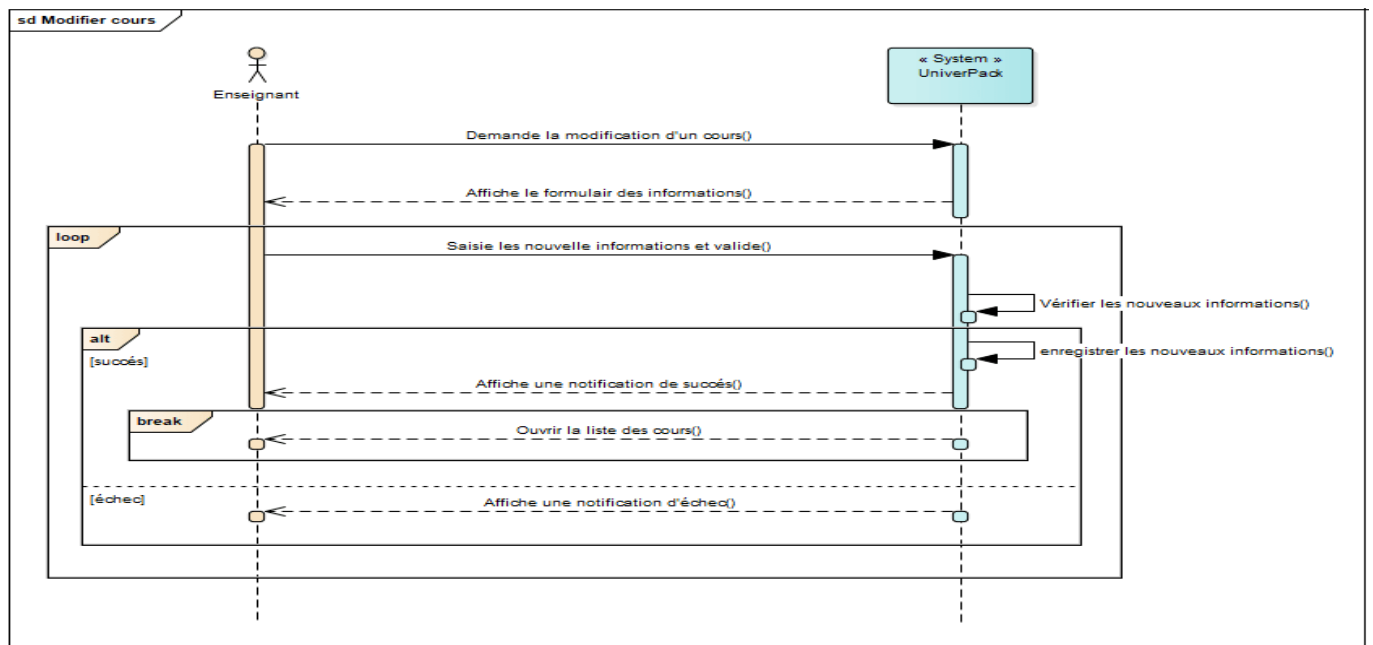 sd Modifier cours
« System »
UniverPack
Enseignant
Demande la modification d'un cours()
Affiche le formulair des informations()
loop
Saisie les nouvelle informations et valide()
Vérifier les nouveaux informations()
alt
[succés]
enregistrer les nouveaux informations()
Affiche une notification de succés()
break
Ouvrir la liste des cours()
[échec]
Affiche une notification d'échec()